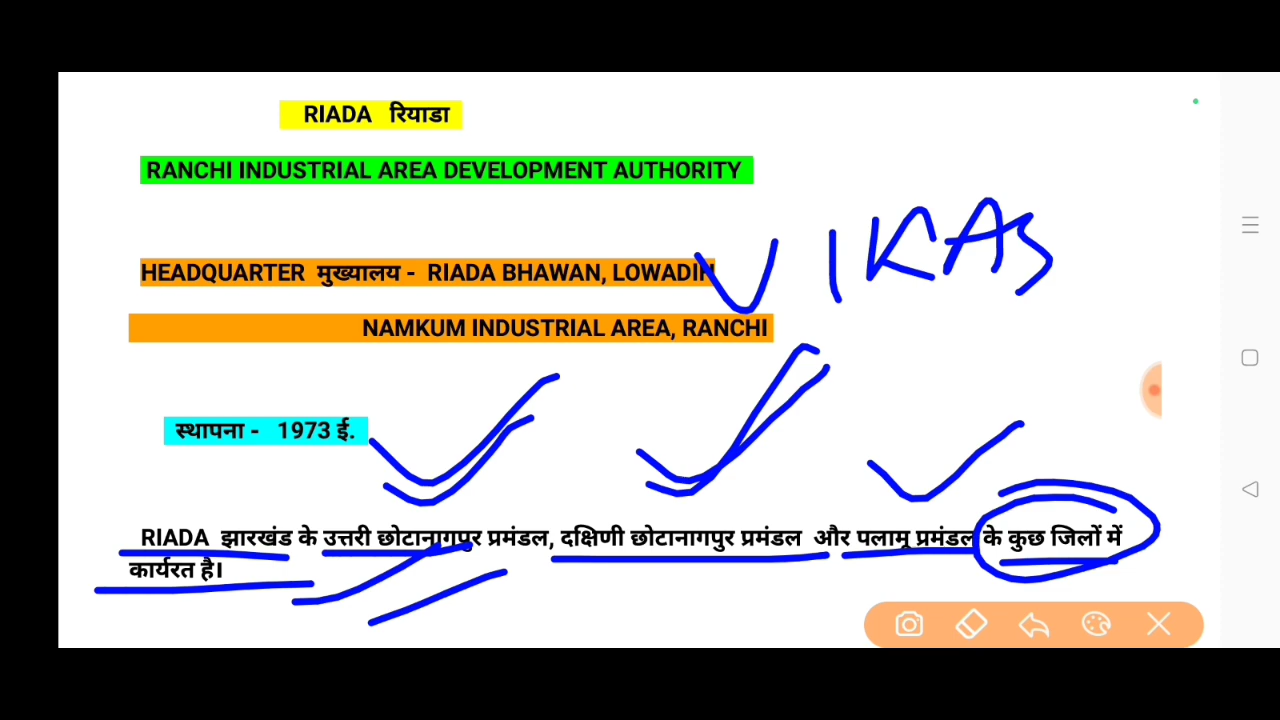 RIADA रियाडा
RANCHI INDUSTRIAL AREA DEVELOPMENT AUTHORITY
VIKAS
HEADQUARTER मुख्यालय - RIADA BHAWAN, LOWADIH
NAMKUM INDUSTRIAL AREA, RANCHI
स्थापना - 1973 ई.
RIADA झारखंड के उत्तरी छोटानागपुर प्रमंडल, दक्षिणी छोटानागपुर प्रमंडल और पलामू प्रमंडल के कुछ जिलों में
कार्यरत है।